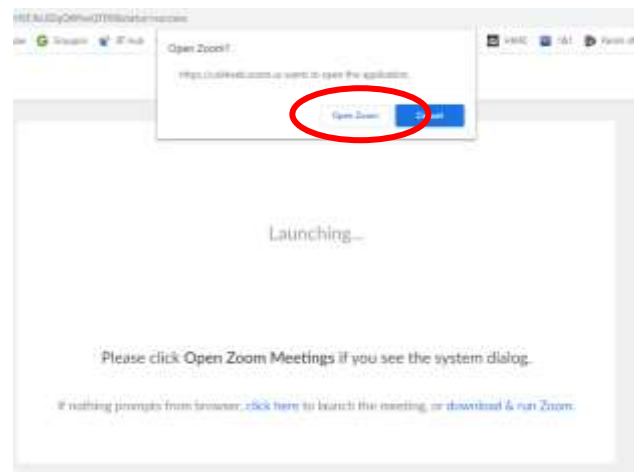 Groupon
Open Zoom?
wants to open this application.
Open Zoom
Cancel
Launching...
Please click Open Zoom Meetings if you see the system dialog.
If nothing prompts from browser, click here to launch the meeting, or download & run Zoom.